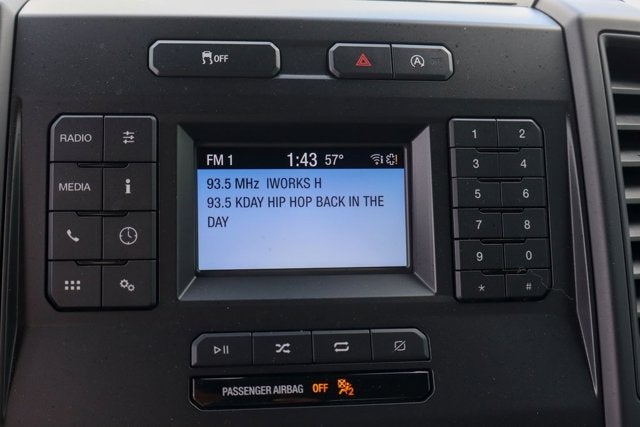 OFF
A
RADIO
MEDIA
i
FM 1 1:43 57°
93.5 MHz IWORKS H
93.5 KDAY HIP HOP BACK IN THE
DAY
1 2
3 4
5 6
7 8
9 0
* #
PASSENGER AIRBAG OFF 2